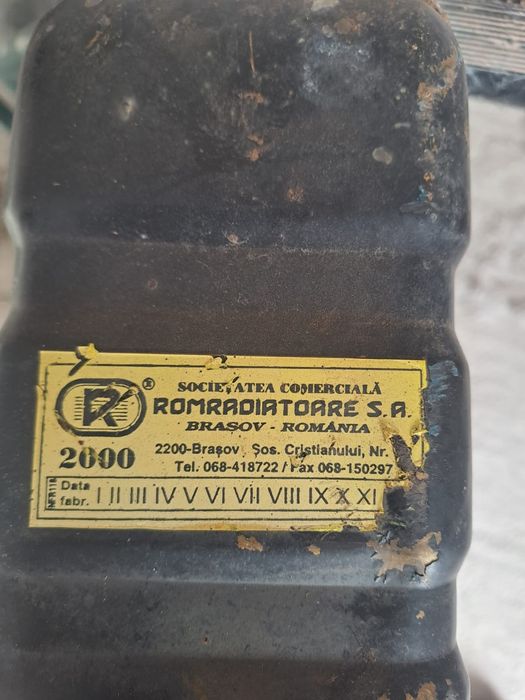 R ®
SOCIETATEA COMERCIALĂ
ROMRADIATOARE S.A.
BRAŞOV - ROMÂNIA
2000
2200-Braşov Şos. Cristianului, Nr.
Tel. 068-418722 / Fax 068-150297
Data fabr. I II III IV V VI VII VIII IX X XI